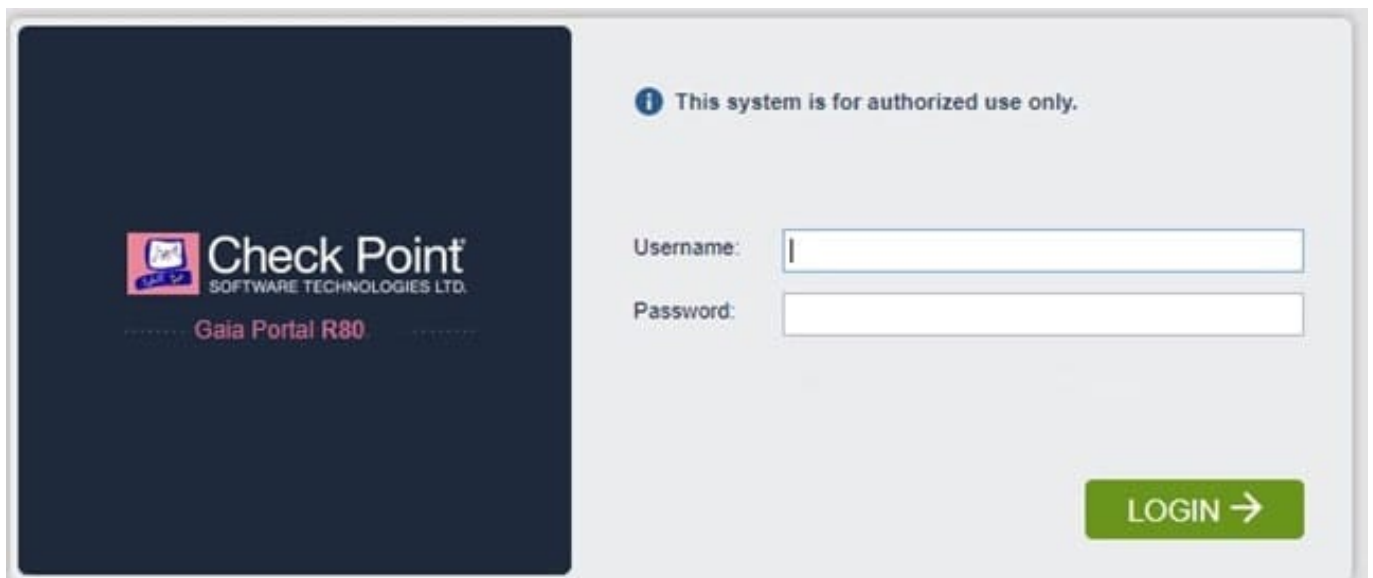 This system is for authorized use only.
Check Point
SOFTWARE TECHNOLOGIES LTD.
Gaia Portal R80
Username:
Password:
LOGIN